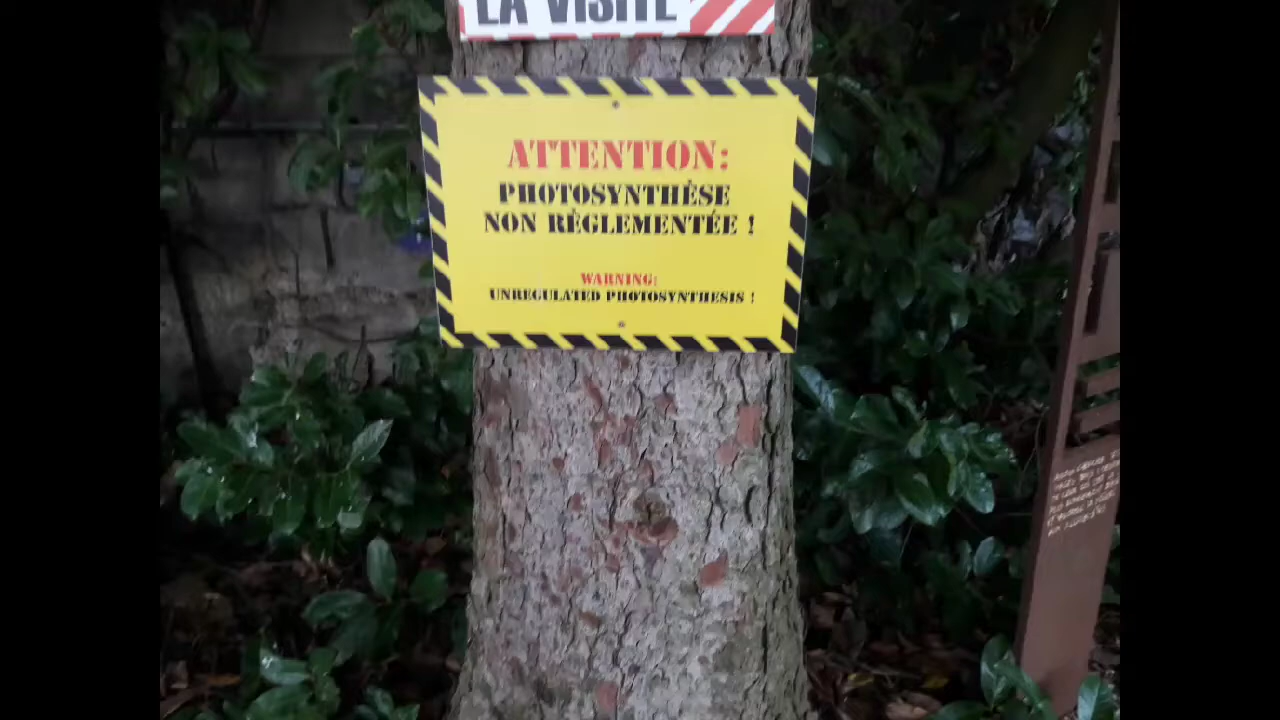 LA VISITE
ATTENTION:
PHOTOSYNTHÈSE
NON RÈGLEMENTÉE !
WARNING:
UNREGULATED PHOTOSYNTHESIS !